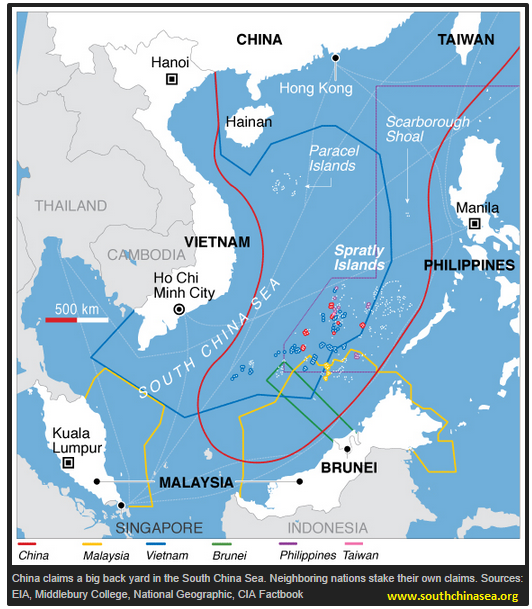 CHINA
TAIWAN
Hanoi
Hong Kong
Hainan
Scarborough
Shoal
Paracel
Islands
THAILAND
Manila
VIETNAM
CAMBODIA
Spratly
Islands
PHILIPPINES
Ho Chi
Minh City
500 km
SOUTH CHINA SEA
Kuala
Lumpur
MALAYSIA
BRUNEI
SINGAPORE
INDONESIA
China
Malaysia
Vietnam
Brunei
Philippines
Taiwan
China claims a big back yard in the South China Sea. Neighboring nations stake their own claims. Sources:
EIA, Middlebury College, National Geographic, CIA Factbook
www.southchinasea.org